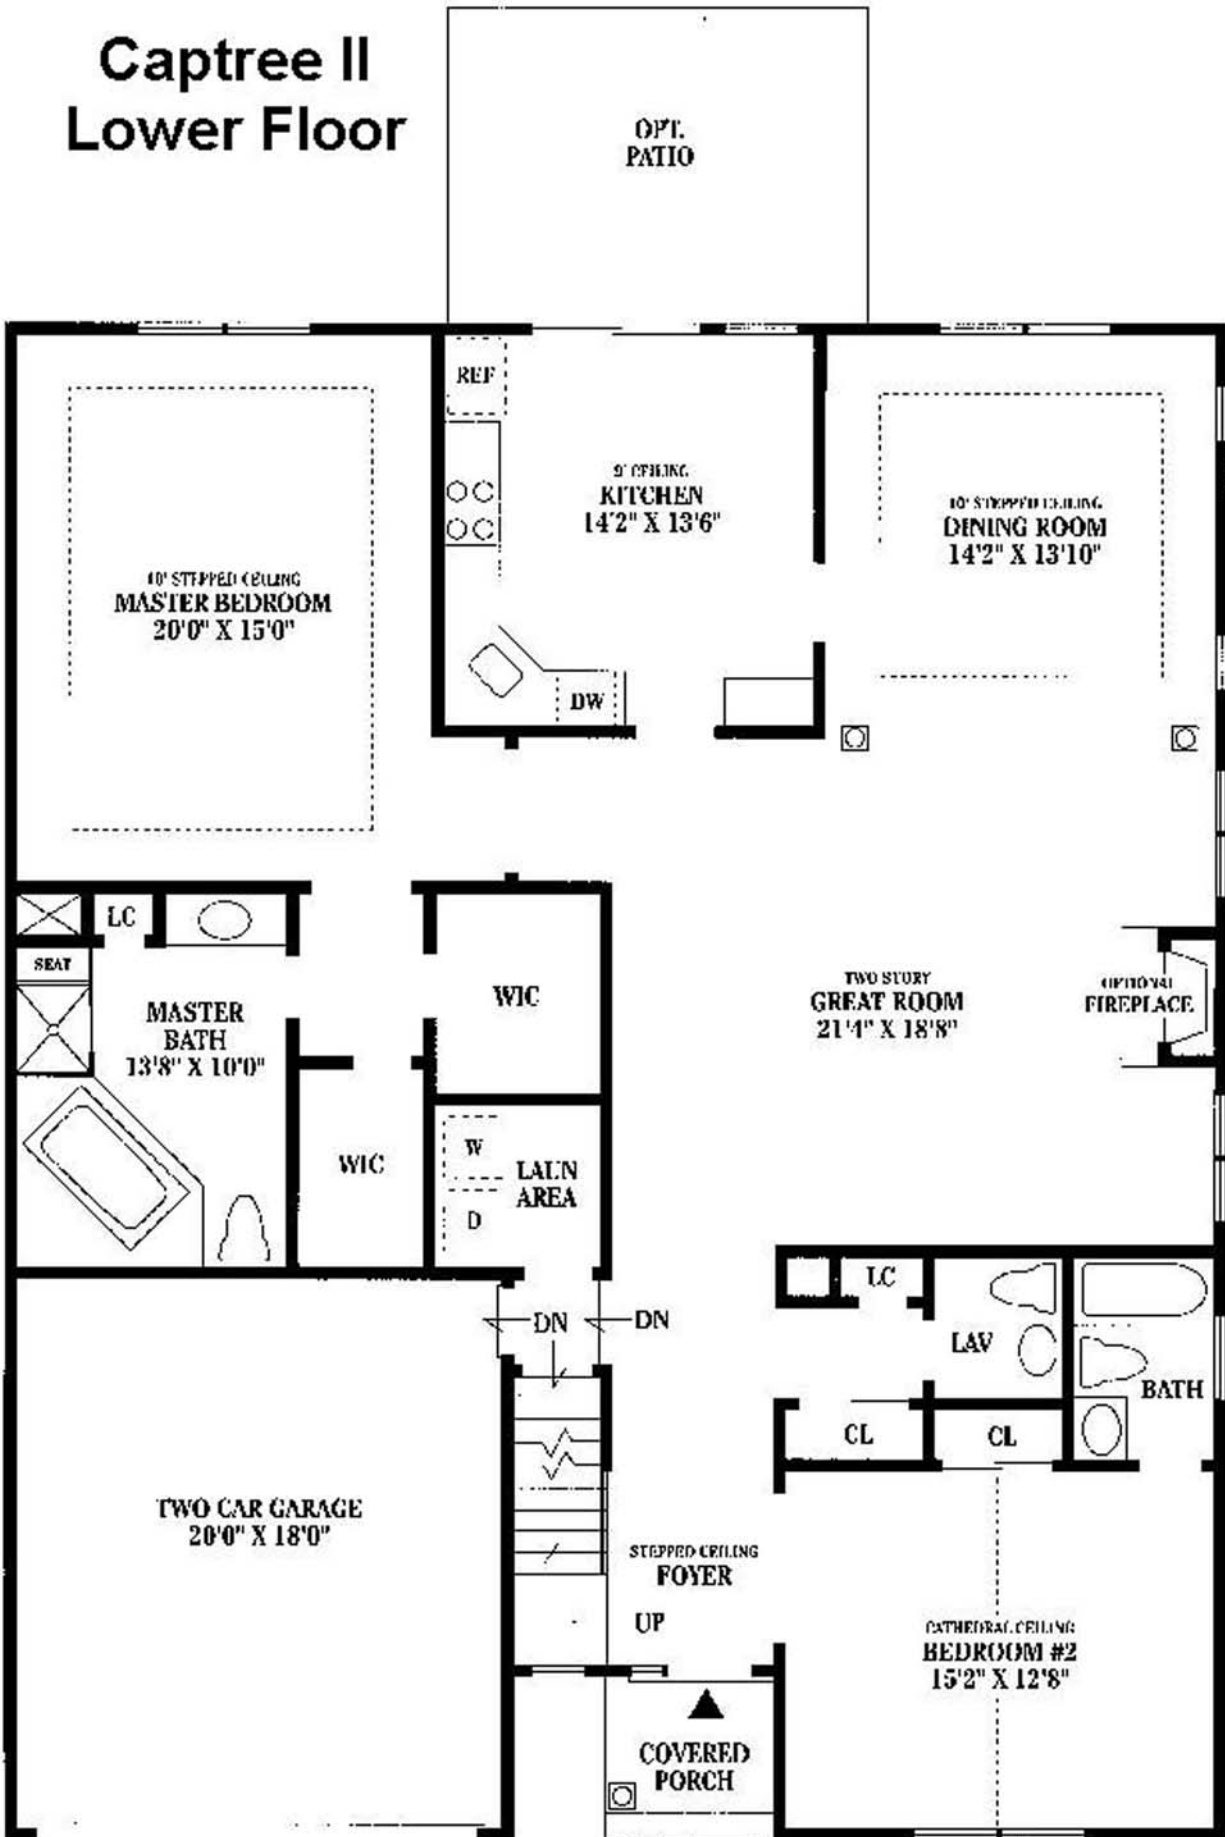 Captree II
Lower Floor
OPT.
PATIO
REF
9' CEILING
KITCHEN
14'2" X 13'6"
10' STEPPED CEILING
DINING ROOM
14'2" X 13'10"
10' STEPPED CEILING
MASTER BEDROOM
20'0" X 15'0"
DW
LC
SEAT
MASTER
BATH
13'8" X 10'0"
WIC
TWO STORY
GREAT ROOM
21'4" X 18'8"
OPTIONAL
FIREPLACE
WIC
W
D
LAUN
AREA
DN
DN
LC
LAV
BATH
CL
CL
TWO CAR GARAGE
20'0" X 18'0"
STEPPED CEILING
FOYER
UP
CATHEDRAL CEILING
BEDROOM #2
15'2" X 12'8"
COVERED
PORCH